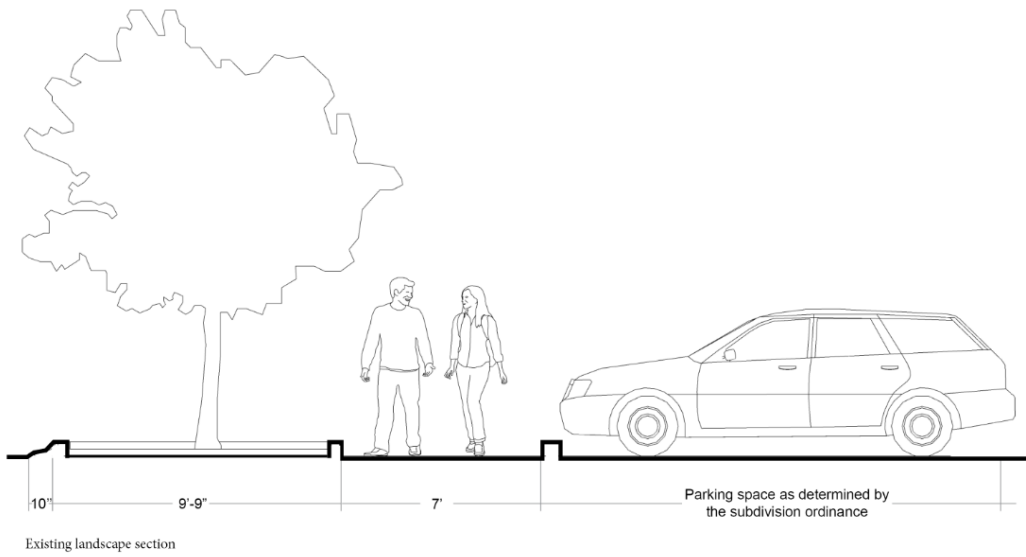 10”
9’-9”
7’
Parking space as determined by
the subdivision ordinance
Existing landscape section